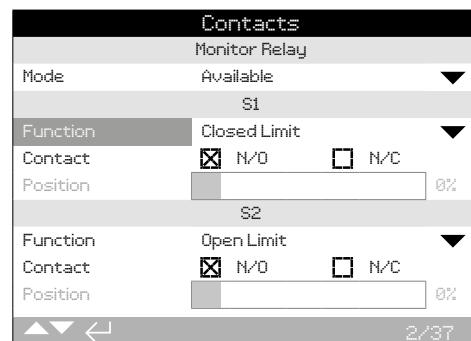 Contacts
Monitor Relay
Mode Available
S1
Function Closed Limit
Contact N/O N/C
Position 0%
S2
Function Open Limit
Contact N/O N/C
Position 0%
2/37